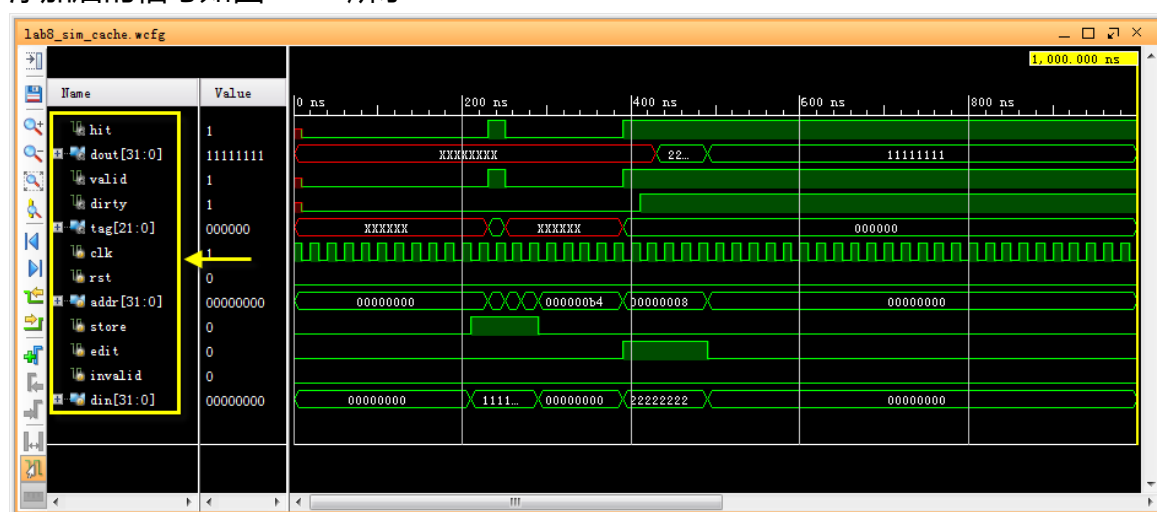 lab8_sim_cache.wcfg
1,000.000 ns
Name Value
0 ns 200 ns 400 ns 600 ns 800 ns
hit 1
dout[31:0] 11111111 XXXXXXXX 22... 11111111
valid 1
dirty 1
tag[21:0] 000000 XXXXXX XXXXXX 000000
clk 1
rst 0
addr[31:0] 00000000 00000000 000000b4 00000008 00000000
store 0
edit 0
invalid 0
din[31:0] 00000000 00000000 1111... 00000000 22222222 00000000